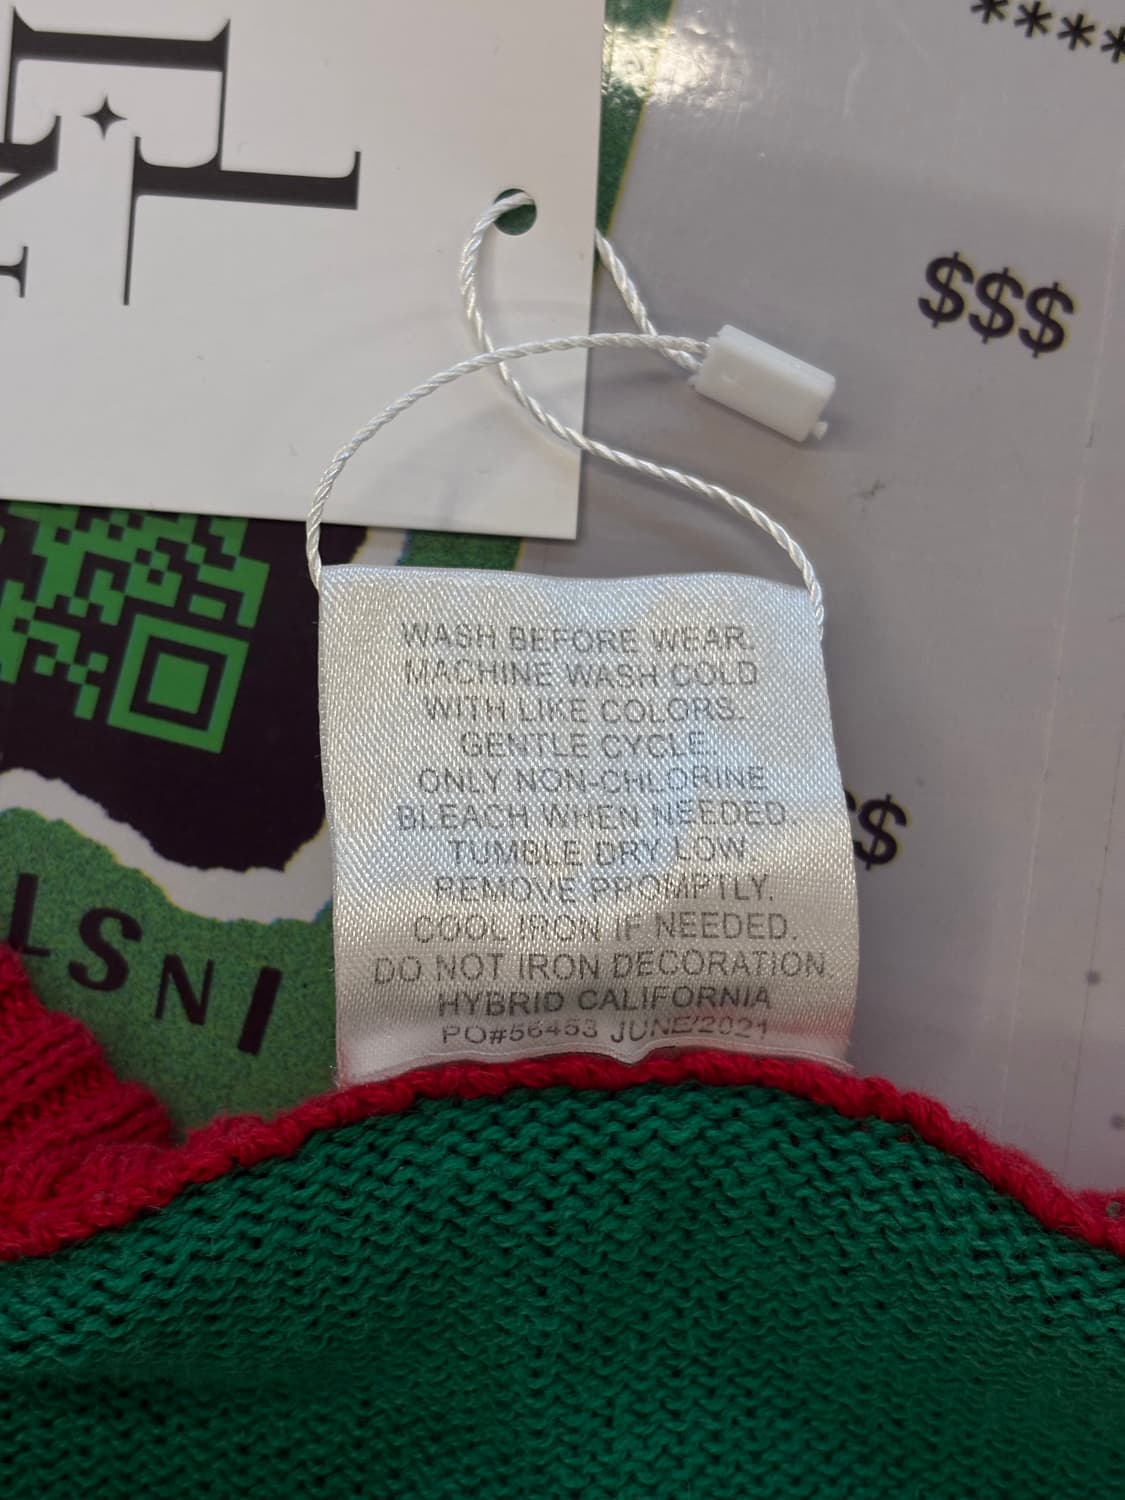 ****
$$$
$$
WASH BEFORE WEAR.
MACHINE WASH COLD
WITH LIKE COLORS.
GENTLE CYCLE.
ONLY NON-CHLORINE
BLEACH WHEN NEEDED.
TUMBLE DRY LOW.
REMOVE PROMPTLY.
COOL IRON IF NEEDED.
DO NOT IRON DECORATION.
HYBRID CALIFORNIA
PO#56453 JUNE/2021